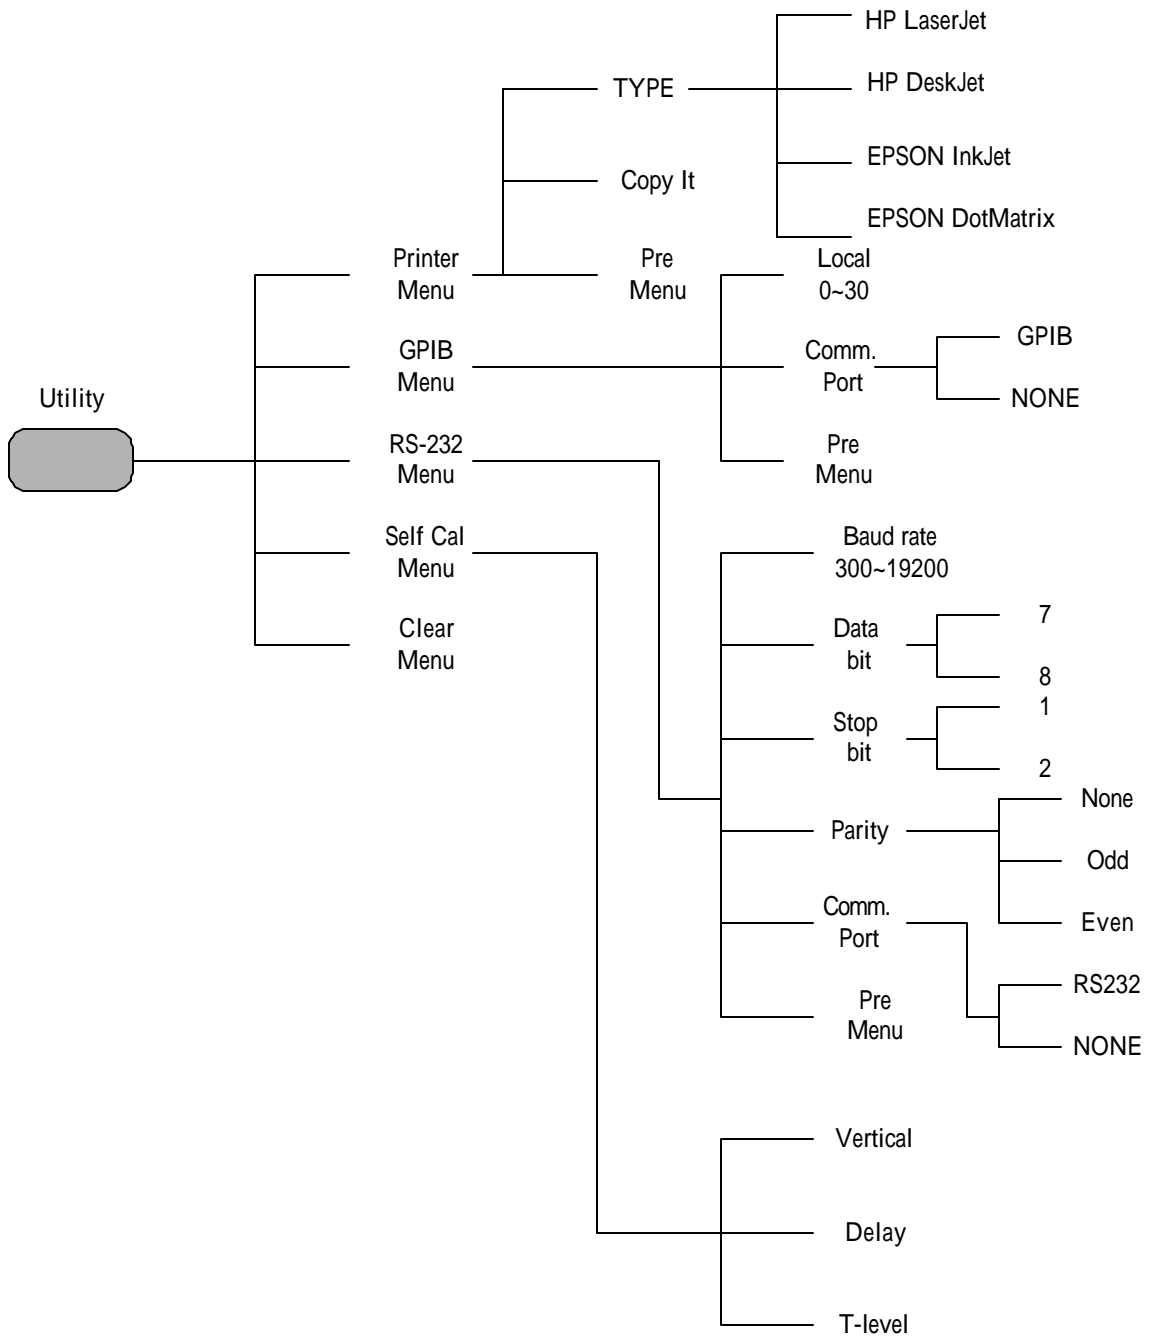 HP LaserJet
TYPE
HP DeskJet
EPSON InkJet
Copy It
EPSON DotMatrix
Printer
Menu
Pre
Menu
Local
0~30
GPIB
Menu
Comm.
Port
GPIB
NONE
Utility
RS-232
Menu
Pre
Menu
Self Cal
Menu
Baud rate
300~19200
Clear
Menu
Data
bit
7
8
Stop
bit
1
2
Parity
None
Odd
Even
Comm.
Port
RS232
NONE
Pre
Menu
Vertical
Delay
T-level